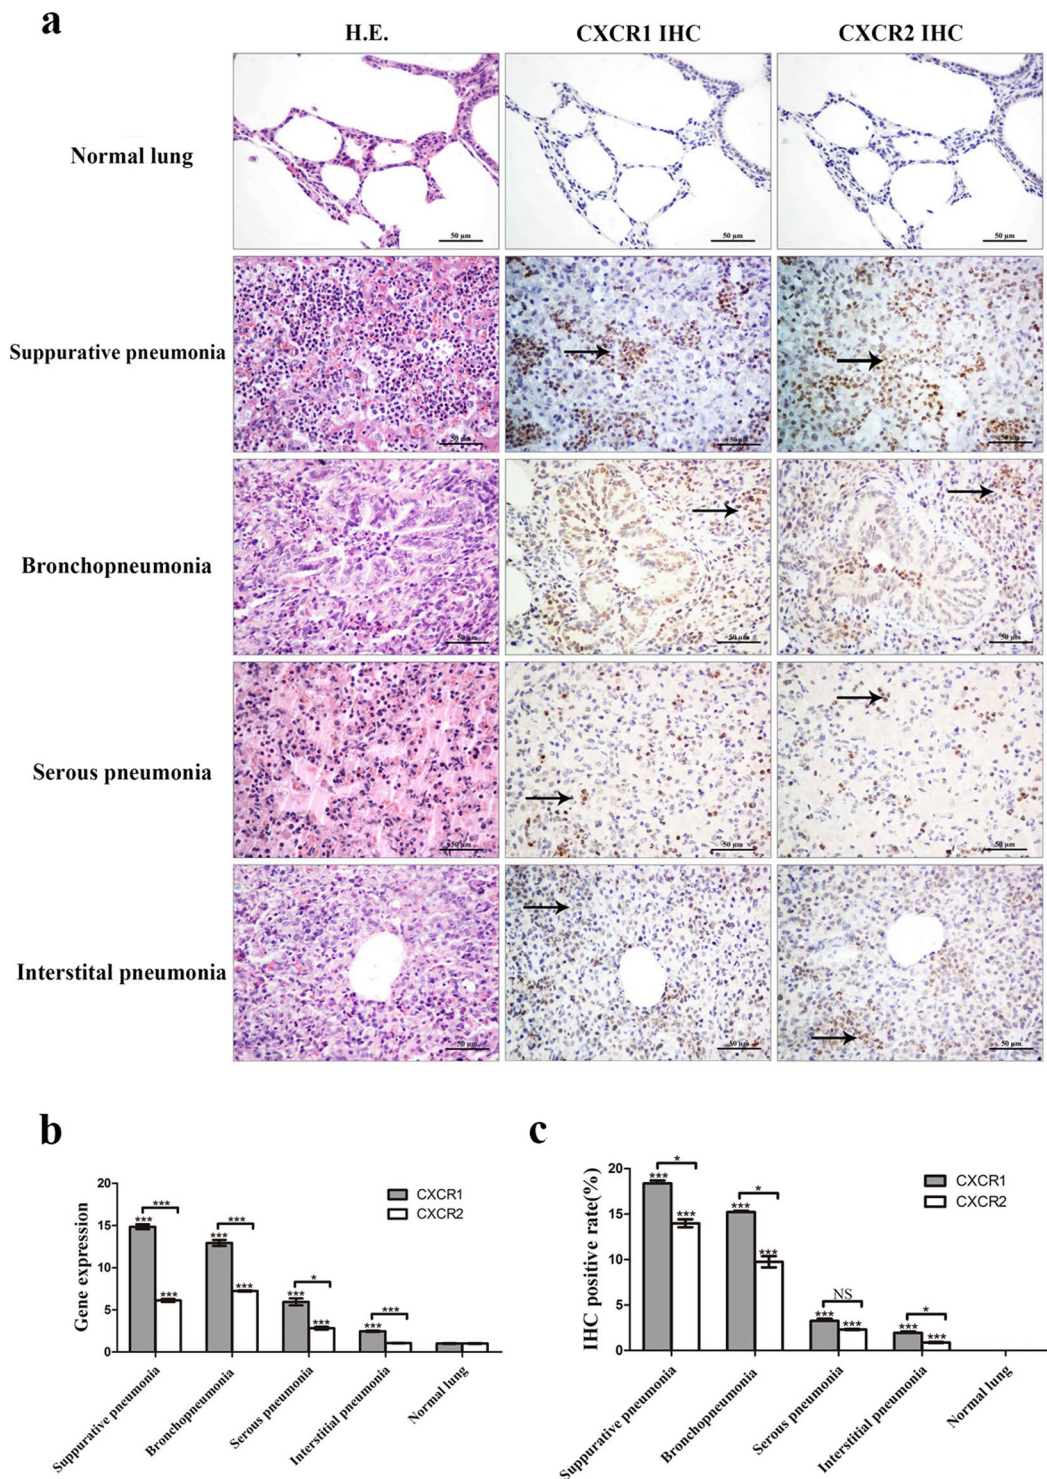 a
H.E.
CXCR1 IHC
CXCR2 IHC
Normal lung
50 μm
50 μm
50 μm
Suppurative pneumonia
50 μm
50 μm
50 μm
Bronchopneumonia
50 μm
50 μm
50 μm
Serous pneumonia
50 μm
50 μm
50 μm
Interstital pneumonia
50 μm
50 μm
50 μm
b
Gene expression
20
15
10
5
0
CXCR1
CXCR2
***
***
***
***
***
***
*
***
***
***
***
Suppurative pneumonia
Bronchopneumonia
Serous pneumonia
Interstitial pneumonia
Normal lung
c
IHC positive rate(%)
20
15
10
5
0
CXCR1
CXCR2
*
***
***
*
***
***
NS
***
***
*
***
***
Suppurative pneumonia
Bronchopneumonia
Serous pneumonia
Interstitial pneumonia
Normal lung